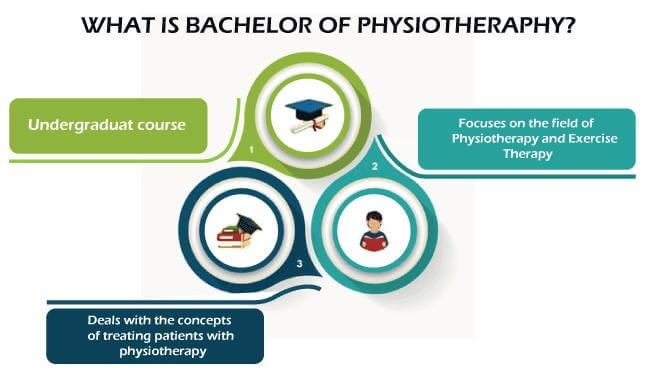 WHAT IS BACHELOR OF PHYSIOTHERAPHY?
Undergraduat course
1
Focuses on the field of
Physiotherapy and Exercise
Therapy
2
3
Deals with the concepts
of treating patients with
physiotherapy